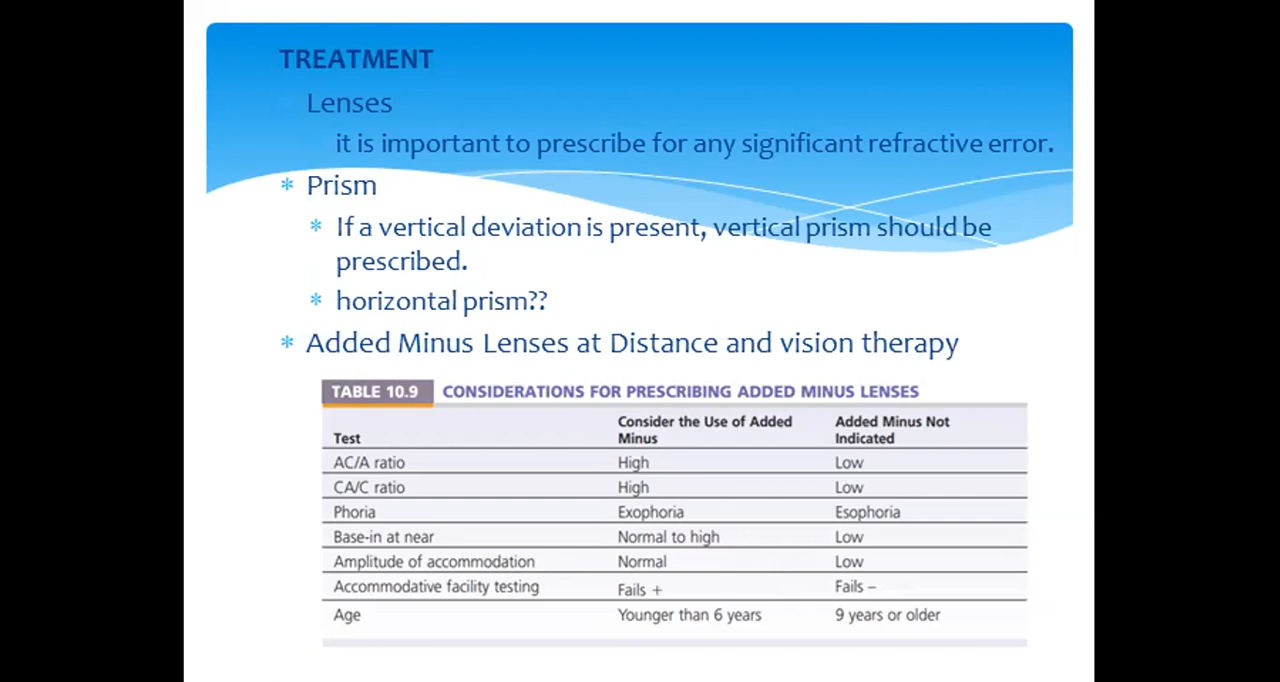 TREATMENT
Lenses
it is important to prescribe for any significant refractive error.
* Prism
* If a vertical deviation is present, vertical prism should be
prescribed.
* horizontal prism??
* Added Minus Lenses at Distance and vision therapy
TABLE 10.9 CONSIDERATIONS FOR PRESCRIBING ADDED MINUS LENSES
Test Consider the Use of Added Minus Added Minus Not Indicated
AC/A ratio High Low
CA/C ratio High Low
Phoria Exophoria Esophoria
Base-in at near Normal to high Low
Amplitude of accommodation Normal Low
Accommodative facility testing Fails + Fails –
Age Younger than 6 years 9 years or older